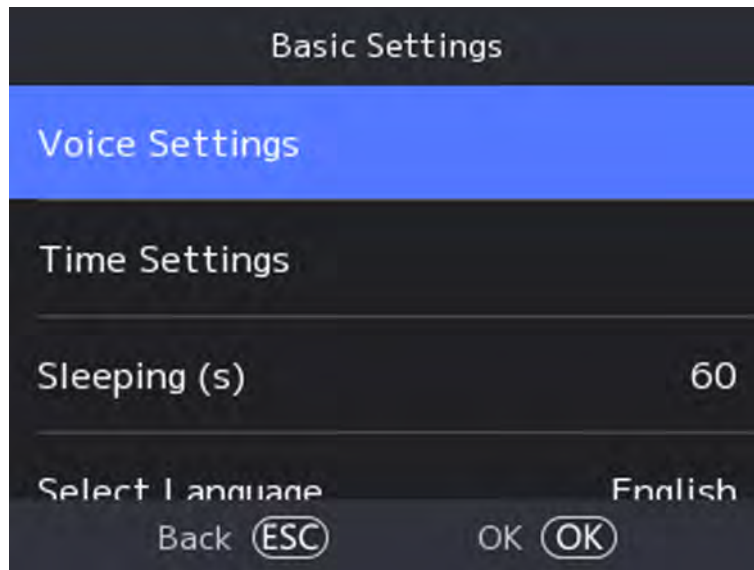 Basic Settings
Voice Settings
Time Settings
Sleeping (s) 60
Select Language English
Back ESC OK OK